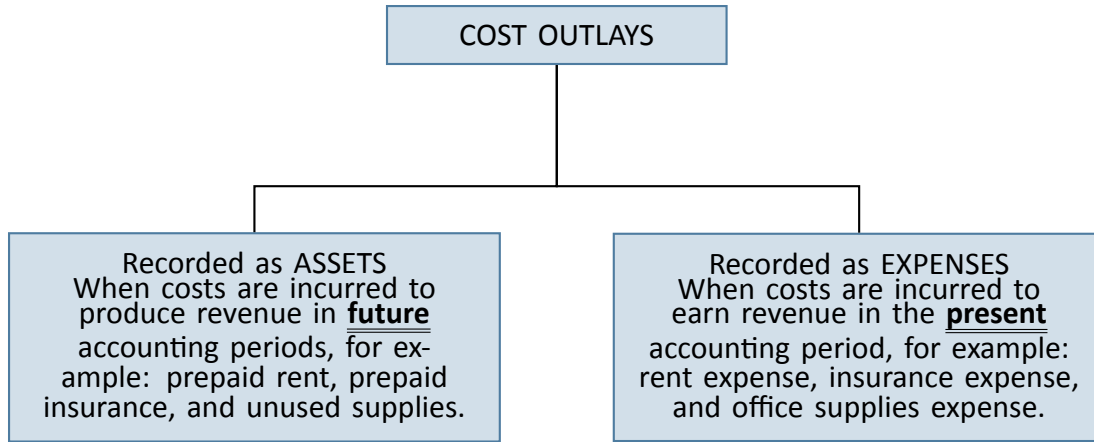 COST OUTLAYS
Recorded as ASSETS
When costs are incurred to
produce revenue in future
accounting periods, for ex-
ample: prepaid rent, prepaid
insurance, and unused supplies.
Recorded as EXPENSES
When costs are incurred to
earn revenue in the present
accounting period, for example:
rent expense, insurance expense,
and office supplies expense.